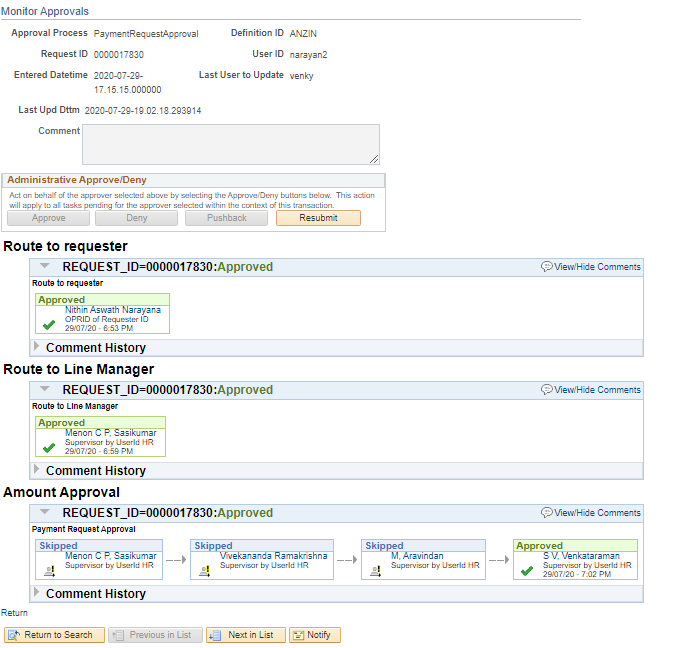 Monitor Approvals
Approval Process PaymentRequestApproval Definition ID ANZIN
Request ID 0000017830 User ID narayan2
Entered Datetime 2020-07-29- Last User to Update venky
17.15.15.000000
Last Upd Dttm 2020-07-29-19.02.18.293914
Comment
Administrative Approve/Deny
Act on behalf of the approver selected above by selecting the Approve/Deny buttons below. This action
will apply to all tasks pending for the approver selected within the context of this transaction.
Approve Deny Pushback Resubmit
Route to requester
REQUEST_ID=0000017830:Approved View/Hide Comments
Route to requester
Approved
Nithin Aswath Narayana
OPRID of Requester ID
29/07/20 - 6:53 PM
Comment History
Route to Line Manager
REQUEST_ID=0000017830:Approved View/Hide Comments
Route to Line Manager
Approved
Menon C P, Sasikumar
Supervisor by UserId HR
29/07/20 - 6:59 PM
Comment History
Amount Approval
REQUEST_ID=0000017830:Approved View/Hide Comments
Payment Request Approval
Skipped Skipped Skipped Approved
Menon C P, Sasikumar Vivekananda Ramakrishna M, Aravindan S V, Venkataraman
Supervisor by UserId HR Supervisor by UserId HR Supervisor by UserId HR Supervisor by UserId HR
29/07/20 - 7:02 PM
Comment History
Return
Return to Search Previous in List Next in List Notify